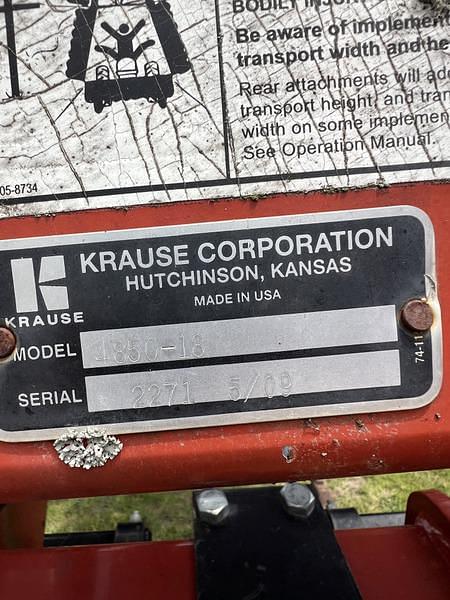 BODILY INJUR
Be aware of implement
transport width and he
Rear attachments will add
transport height, and tran
width on some implemen
See Operation Manual.
05-8734
KRAUSE CORPORATION
HUTCHINSON, KANSAS
MADE IN USA
KRAUSE
MODEL 4850-18
SERIAL 2271 5/09
74-11